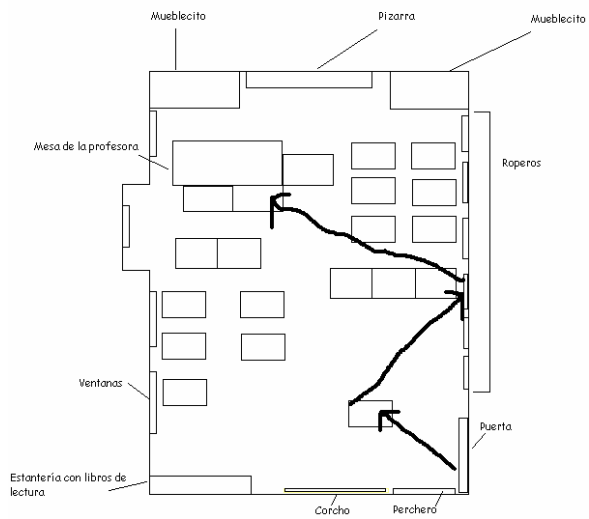 Mueblecito
Pizarra
Mueblecito
Mesa de la profesora
Roperos
Ventanas
Puerta
Estantería con libros de
lectura
Corcho
Perchero